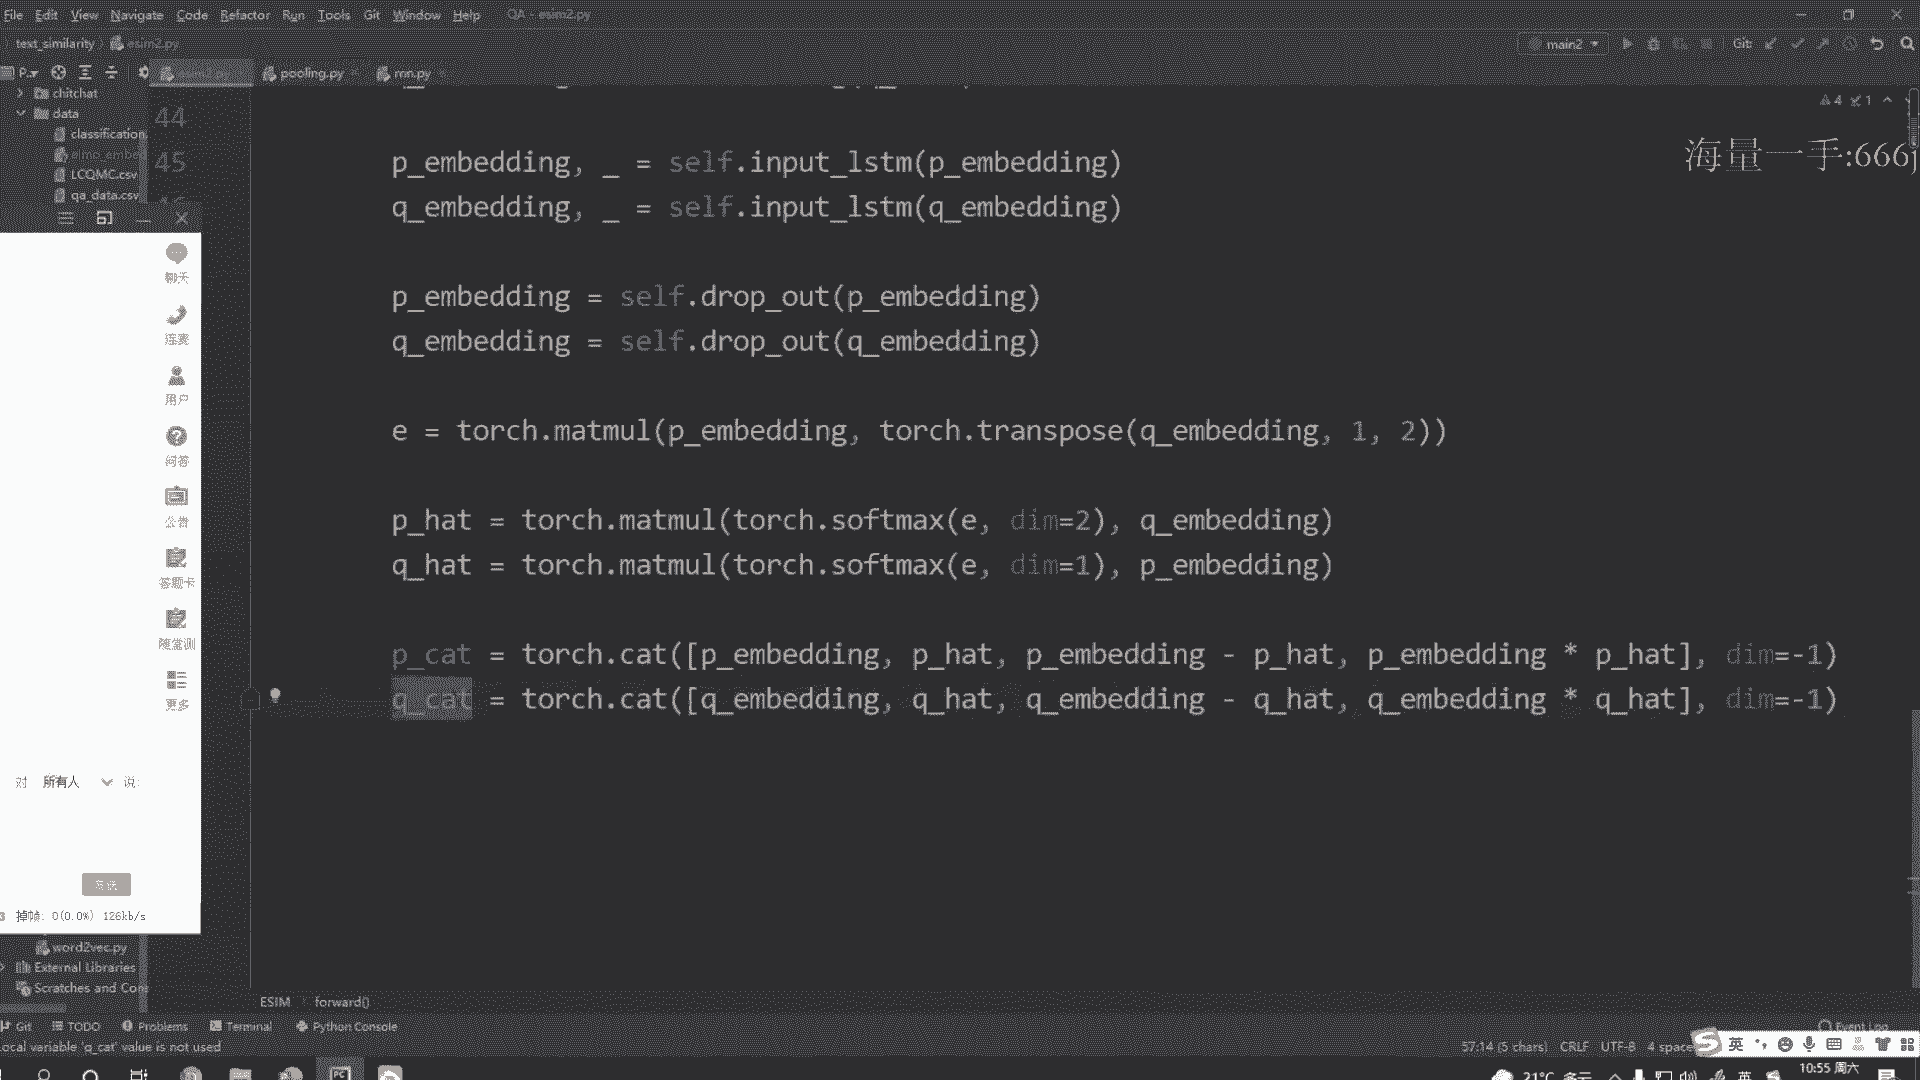 File Edit View Navigate Code Refactor Run Tools Git Window Help QA - esim2.py
text_similarity esim2.py
main2 Git:
P.. esim2.py pooling.py rnn.py
chitchat
data
classification.
elmo_embed
LCQMC.csv
qa_data.csv
4 1
海量一手:666j
44
45
p_embedding, _ = self.input_lstm(p_embedding)
q_embedding, _ = self.input_lstm(q_embedding)
p_embedding = self.drop_out(p_embedding)
q_embedding = self.drop_out(q_embedding)
e = torch.matmul(p_embedding, torch.transpose(q_embedding, 1, 2))
p_hat = torch.matmul(torch.softmax(e, dim=2), q_embedding)
q_hat = torch.matmul(torch.softmax(e, dim=1), p_embedding)
p_cat = torch.cat([p_embedding, p_hat, p_embedding - p_hat, p_embedding * p_hat], dim=-1)
q_cat = torch.cat([q_embedding, q_hat, q_embedding - q_hat, q_embedding * q_hat], dim=-1)
聊天
连麦
用户
问答
公告
答题卡
随堂测
更多
对 所有人 说:
发送
掉帧: 0(0.0%) 126kb/s
word2vec.py
External Libraries
Scratches and Con
ESIM forward()
Git TODO Problems Terminal Python Console Event Log
ocal variable 'q_cat' value is not used
57:14 (5 chars) CRLF UTF-8 4 space
英
21°C 多云 英 10:55 周六